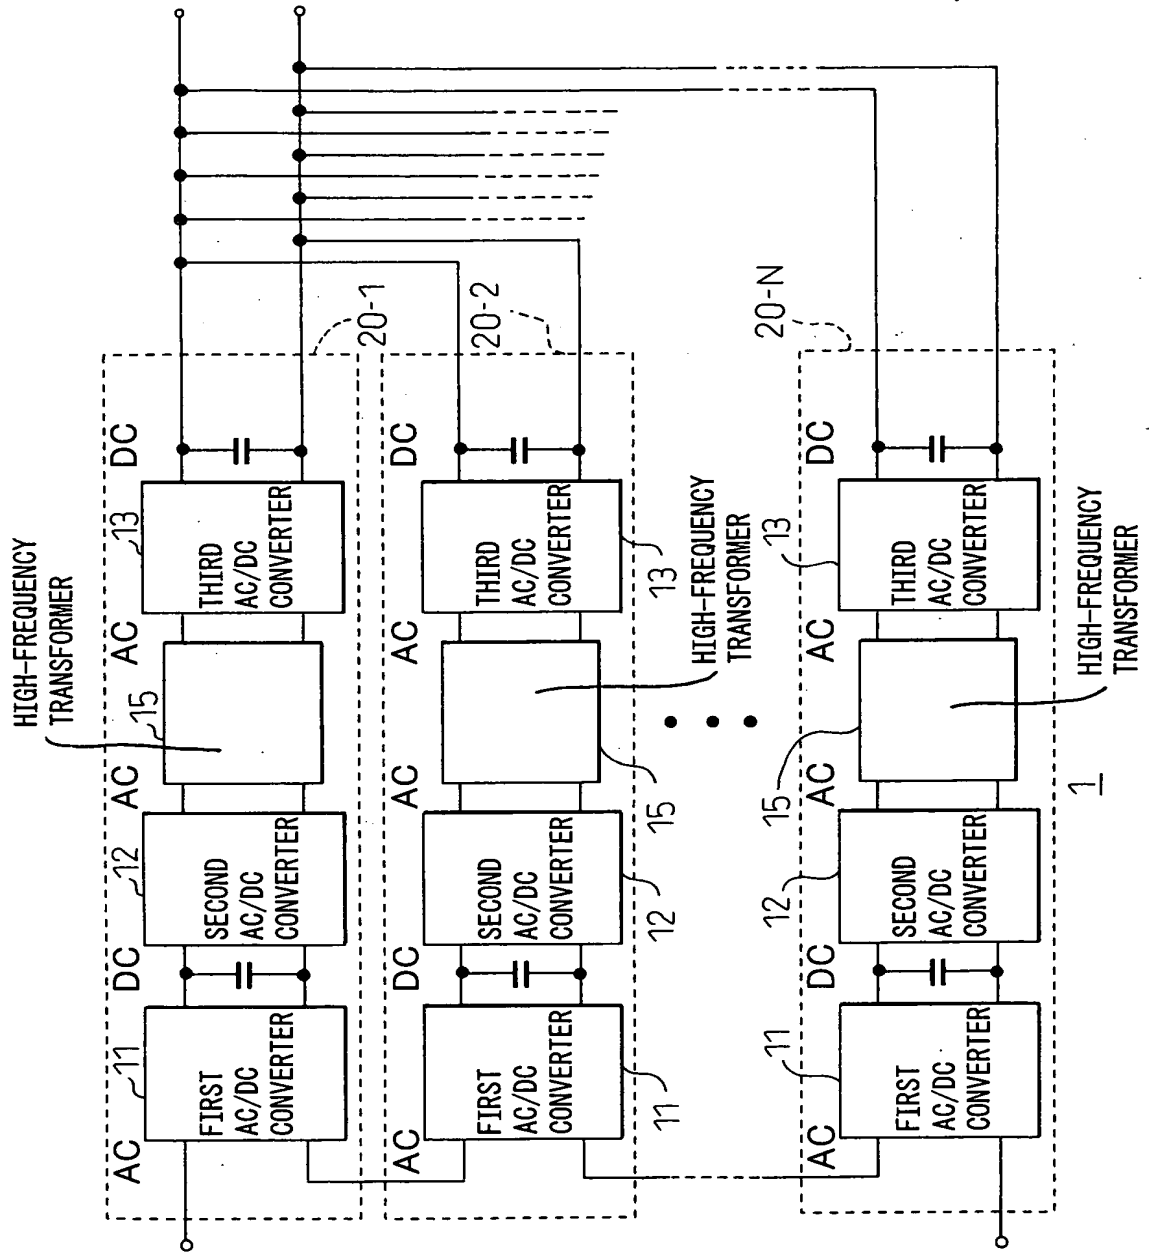 HIGH-FREQUENCY
TRANSFORMER
AC
11
FIRST
AC/DC
CONVERTER
DC
12
SECOND
AC/DC
CONVERTER
AC
15
AC
13
THIRD
AC/DC
CONVERTER
DC
20-1
AC
11
FIRST
AC/DC
CONVERTER
DC
12
SECOND
AC/DC
CONVERTER
AC
15
HIGH-FREQUENCY
TRANSFORMER
AC
13
THIRD
AC/DC
CONVERTER
DC
20-2
AC
11
FIRST
AC/DC
CONVERTER
DC
12
SECOND
AC/DC
CONVERTER
AC
15
AC
13
THIRD
AC/DC
CONVERTER
DC
20-N
HIGH-FREQUENCY
TRANSFORMER
1